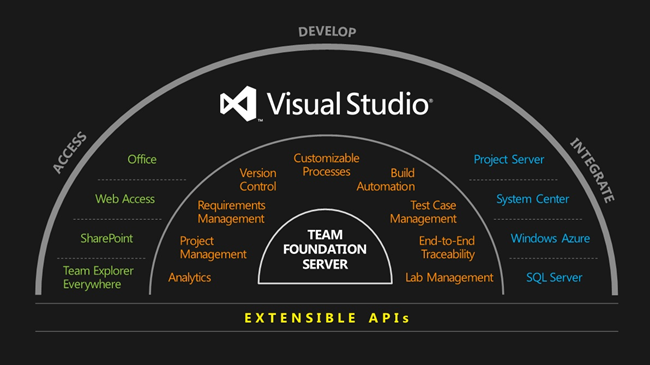 DEVELOP
ACCESS
INTEGRATE
Visual Studio®
™
Office
Web Access
SharePoint
Team Explorer
Everywhere
Customizable
Processes
Version
Control
Build
Automation
Requirements
Management
Test Case
Management
Project
Management
End-to-End
Traceability
Analytics
Lab Management
TEAM
FOUNDATION
SERVER
Project Server
System Center
Windows Azure
SQL Server
EXTENSIBLE APIs